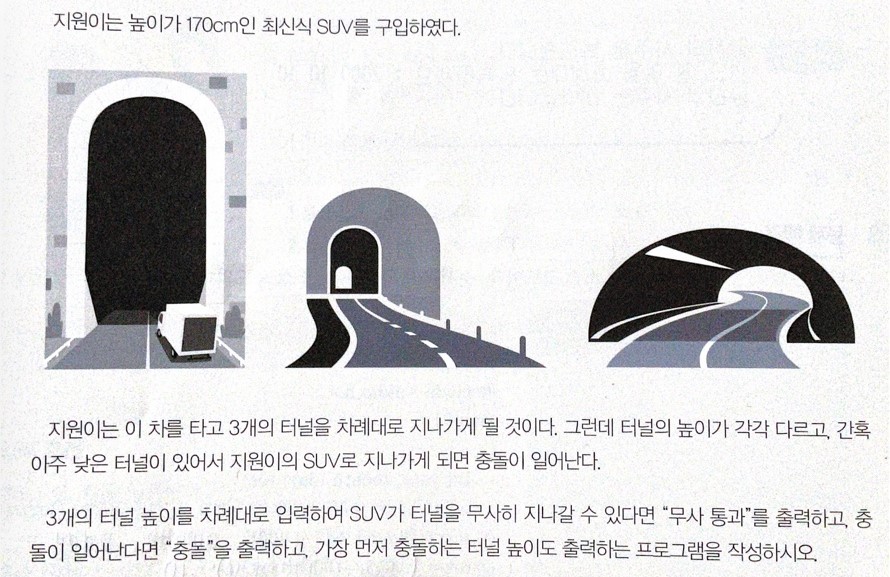 지원이는 높이가 170cm인 최신식 SUV를 구입하였다.
지원이는 이 차를 타고 3개의 터널을 차례대로 지나가게 될 것이다. 그런데 터널의 높이가 각각 다르고, 간혹
아주 낮은 터널이 있어서 지원이의 SUV로 지나가게 되면 충돌이 일어난다.
3개의 터널 높이를 차례대로 입력하여 SUV가 터널을 무사히 지나갈 수 있다면 “무사 통과”를 출력하고, 충
돌이 일어난다면 “충돌”을 출력하고, 가장 먼저 충돌하는 터널 높이도 출력하는 프로그램을 작성하시오.